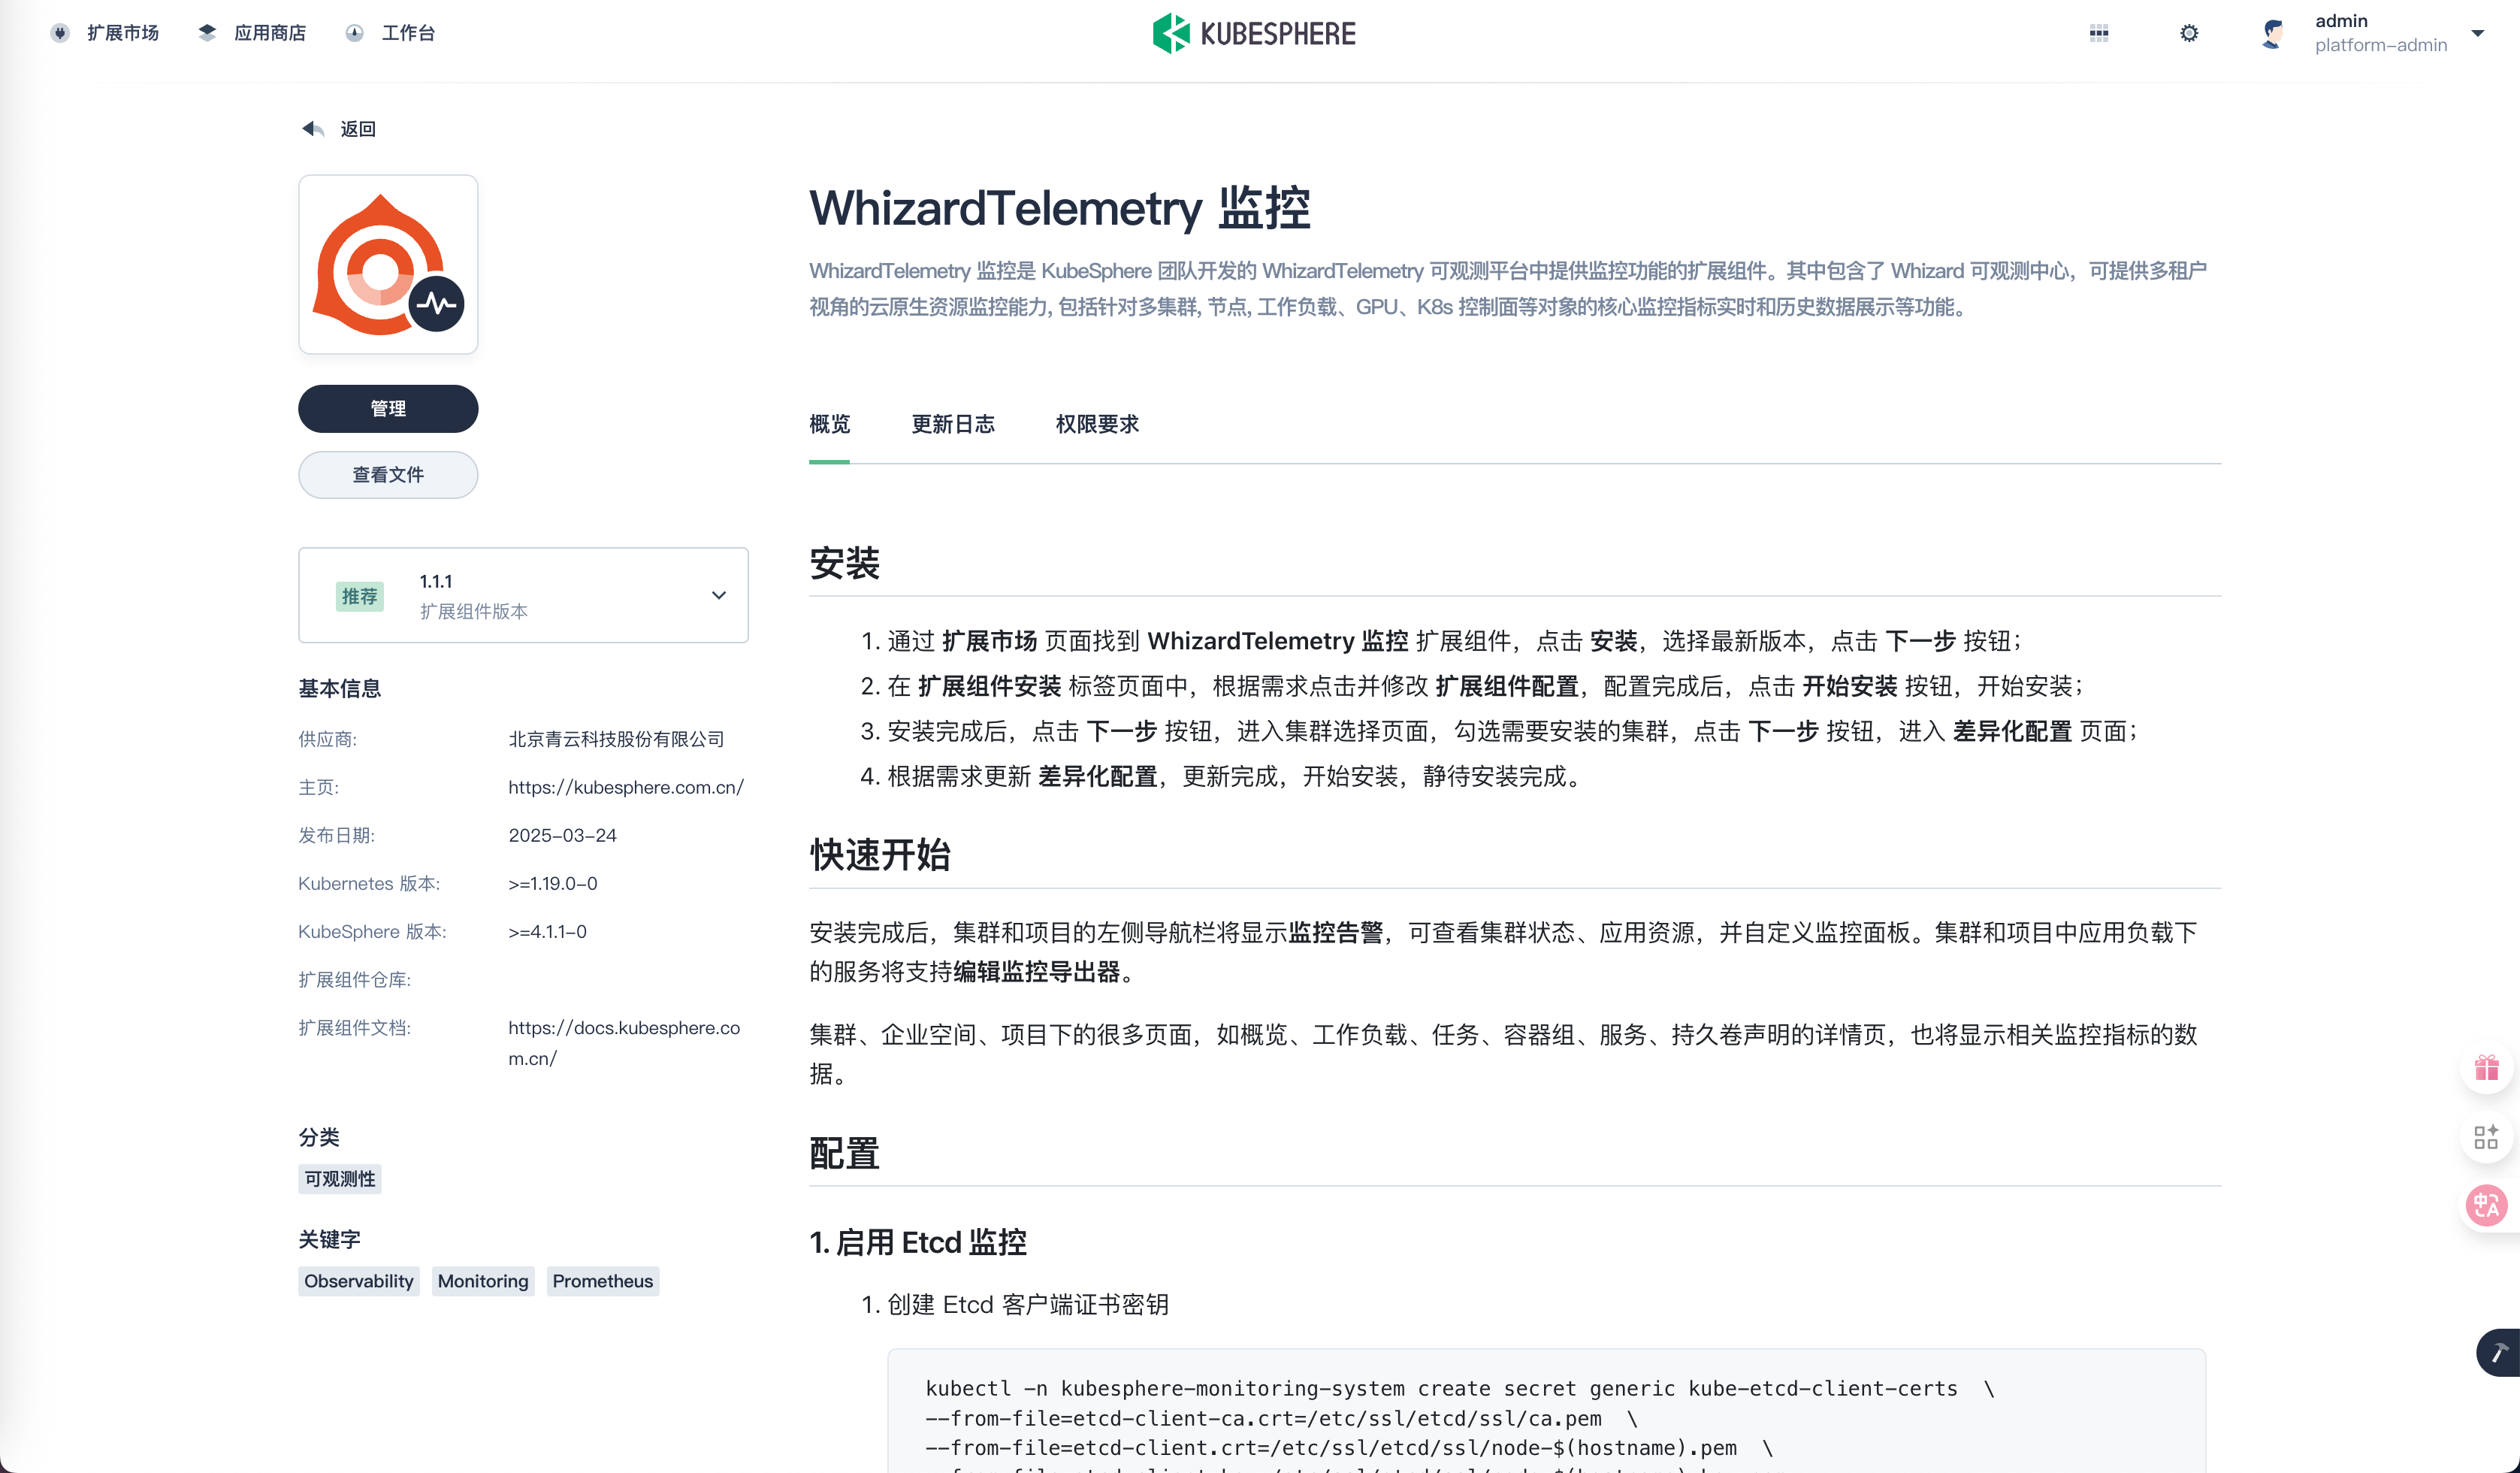 扩展市场
应用商店
工作台
KUBESPHERE
admin
platform-admin
返回
管理
查看文件
推荐
1.1.1
扩展组件版本
基本信息
供应商:
北京青云科技股份有限公司
主页:
https://kubesphere.com.cn/
发布日期:
2025-03-24
Kubernetes 版本:
>=1.19.0-0
KubeSphere 版本:
>=4.1.1-0
扩展组件仓库:
扩展组件文档:
https://docs.kubesphere.co
m.cn/
分类
可观测性
关键字
Observability
Monitoring
Prometheus
WhizardTelemetry 监控
WhizardTelemetry 监控是 KubeSphere 团队开发的 WhizardTelemetry 可观测平台中提供监控功能的扩展组件。其中包含了 Whizard 可观测中心，可提供多租户
视角的云原生资源监控能力, 包括针对多集群, 节点, 工作负载、GPU、K8s 控制面等对象的核心监控指标实时和历史数据展示等功能。
概览
更新日志
权限要求
安装
1. 通过 扩展市场 页面找到 WhizardTelemetry 监控 扩展组件，点击 安装，选择最新版本，点击 下一步 按钮；
2. 在 扩展组件安装 标签页面中，根据需求点击并修改 扩展组件配置，配置完成后，点击 开始安装 按钮，开始安装；
3. 安装完成后，点击 下一步 按钮，进入集群选择页面，勾选需要安装的集群，点击 下一步 按钮，进入 差异化配置 页面；
4. 根据需求更新 差异化配置，更新完成，开始安装，静待安装完成。
快速开始
安装完成后，集群和项目的左侧导航栏将显示监控告警，可查看集群状态、应用资源，并自定义监控面板。集群和项目中应用负载下
的服务将支持编辑监控导出器。
集群、企业空间、项目下的很多页面，如概览、工作负载、任务、容器组、服务、持久卷声明的详情页，也将显示相关监控指标的数
据。
配置
1. 启用 Etcd 监控
1. 创建 Etcd 客户端证书密钥
kubectl -n kubesphere-monitoring-system create secret generic kube-etcd-client-certs \
--from-file=etcd-client-ca.crt=/etc/ssl/etcd/ssl/ca.pem \
--from-file=etcd-client.crt=/etc/ssl/etcd/ssl/node-$(hostname).pem \